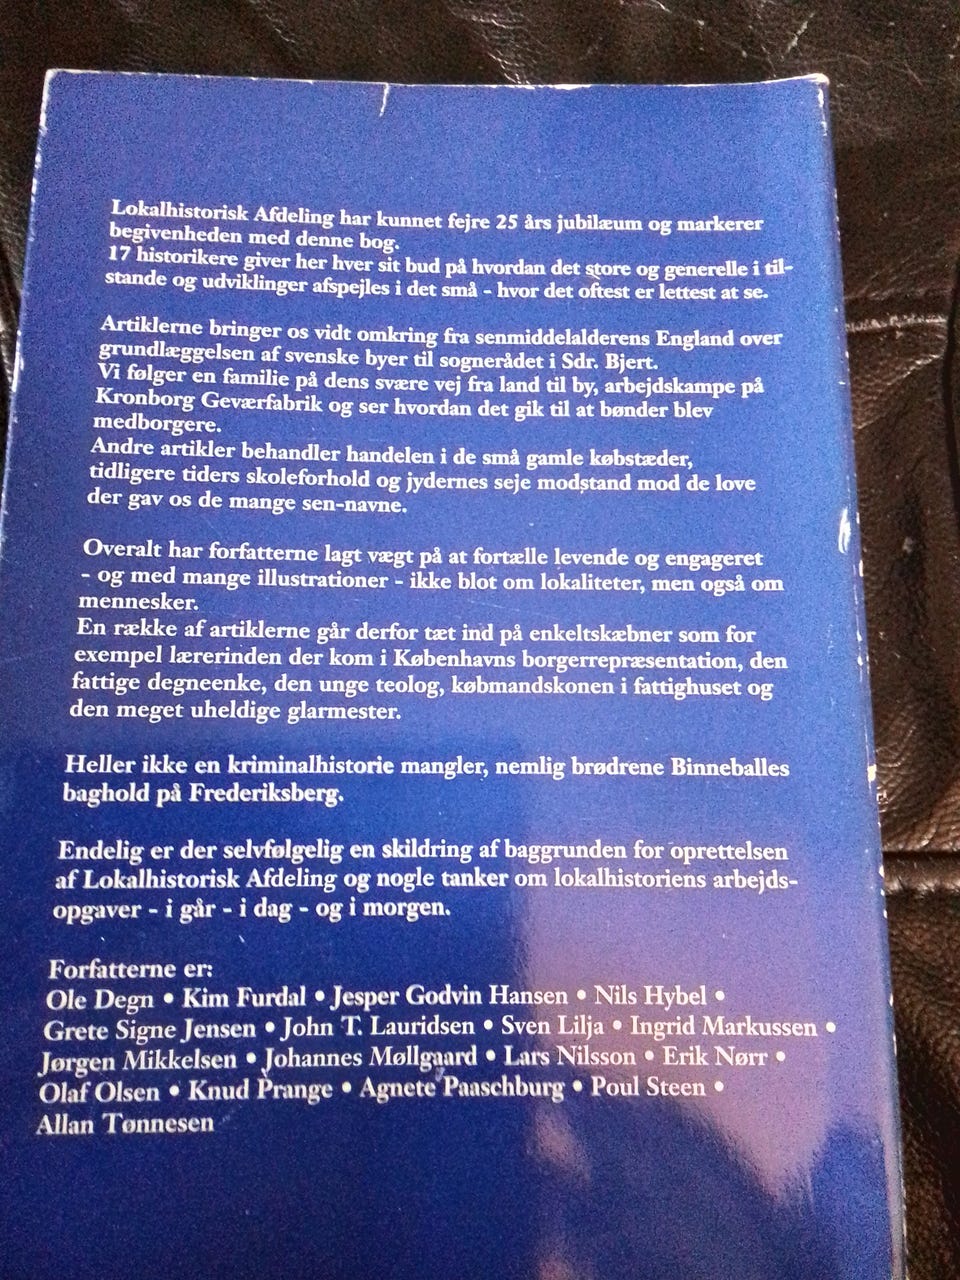 Lokalhistorisk Afdeling har kunnet fejre 25 års jubilæum og markerer
begivenheden med denne bog.
17 historikere giver her hver sit bud på hvordan det store og generelle i til-
stande og udviklinger afspejles i det små - hvor det oftest er lettest at se.
Artiklerne bringer os vidt omkring fra senmiddelalderens England over
grundlæggelsen af svenske byer til sognerådet i Sdr. Bjert.
Vi følger en familie på dens svære vej fra land til by, arbejdskampe på
Kronborg Geværfabrik og ser hvordan det gik til at bønder blev
medborgere.
Andre artikler behandler handelen i de små gamle købstæder,
tidligere tiders skoleforhold og jydernes seje modstand mod de love
der gav os de mange sen-navne.
Overalt har forfatterne lagt vægt på at fortælle levende og engageret
- og med mange illustrationer - ikke blot om lokaliteter, men også om
mennesker.
En række af artiklerne går derfor tæt ind på enkeltskæbner som for
exempel lærerinden der kom i Københavns borgerrepræsentation, den
fattige degneenke, den unge teolog, købmandskonen i fattighuset og
den meget uheldige glarmester.
Heller ikke en kriminalhistorie mangler, nemlig brødrene Binneballes
baghold på Frederiksberg.
Endelig er der selvfølgelig en skildring af baggrunden for oprettelsen
af Lokalhistorisk Afdeling og nogle tanker om lokalhistoriens arbejds-
opgaver - i går - i dag - og i morgen.
Forfatterne er:
Ole Degn • Kim Furdal • Jesper Godvin Hansen • Nils Hybel •
Grete Signe Jensen • John T. Lauridsen • Sven Lilja • Ingrid Markussen •
Jørgen Mikkelsen • Johannes Møllgaard • Lars Nilsson • Erik Nørr •
Olaf Olsen • Knud Prange • Agnete Paaschburg • Poul Steen •
Allan Tønnesen